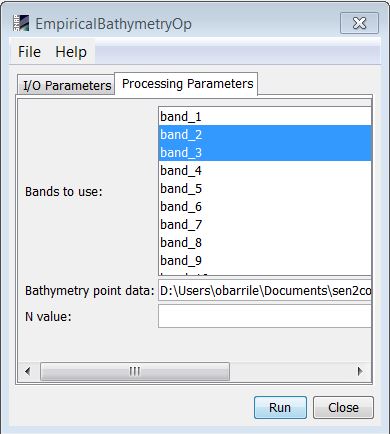 EmpiricalBathymetryOp
File Help
I/O Parameters Processing Parameters
band_1
band_2
band_3
band_4
Bands to use: band_5
band_6
band_7
band_8
band_9
Bathymetry point data: D:\Users\obarrile\Documents\sen2co
N value:
Run Close